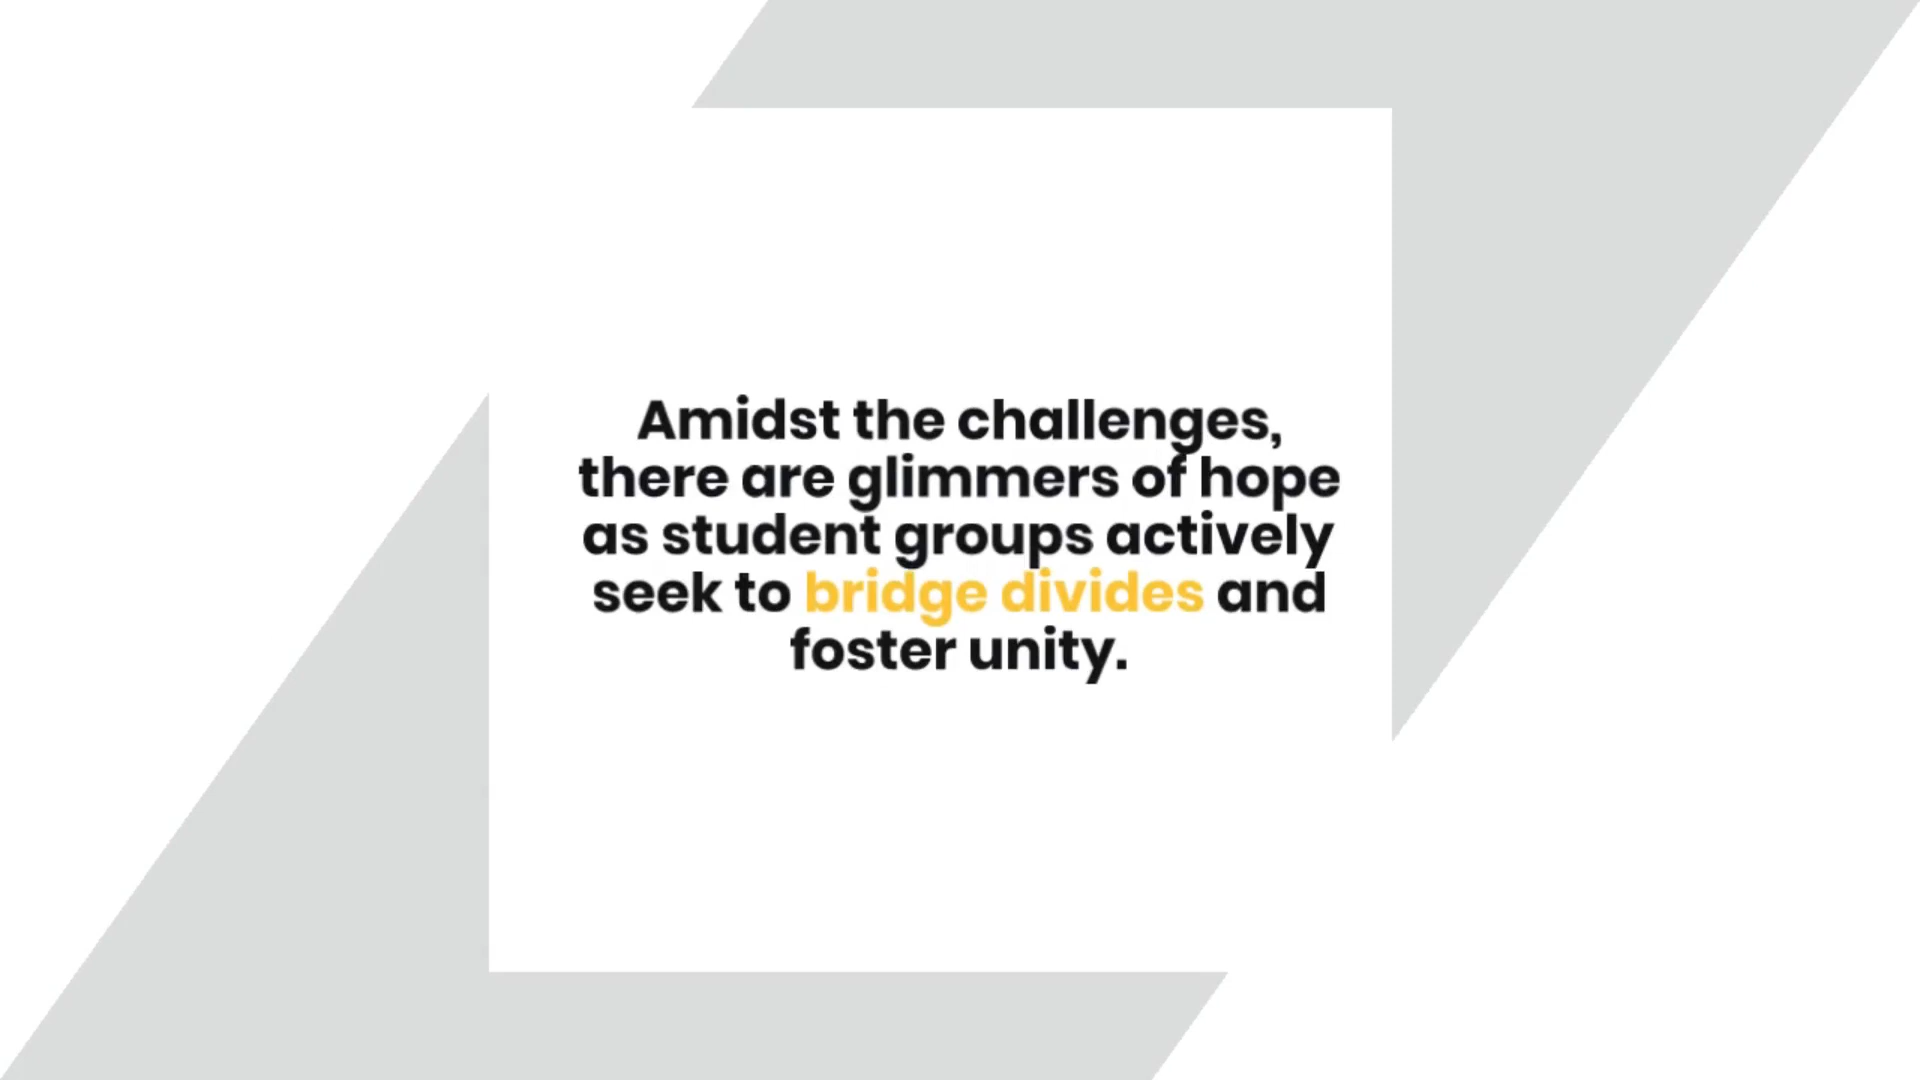 Amidst the challenges,
there are glimmers of hope
as student groups actively
seek to bridge divides and
foster unity.